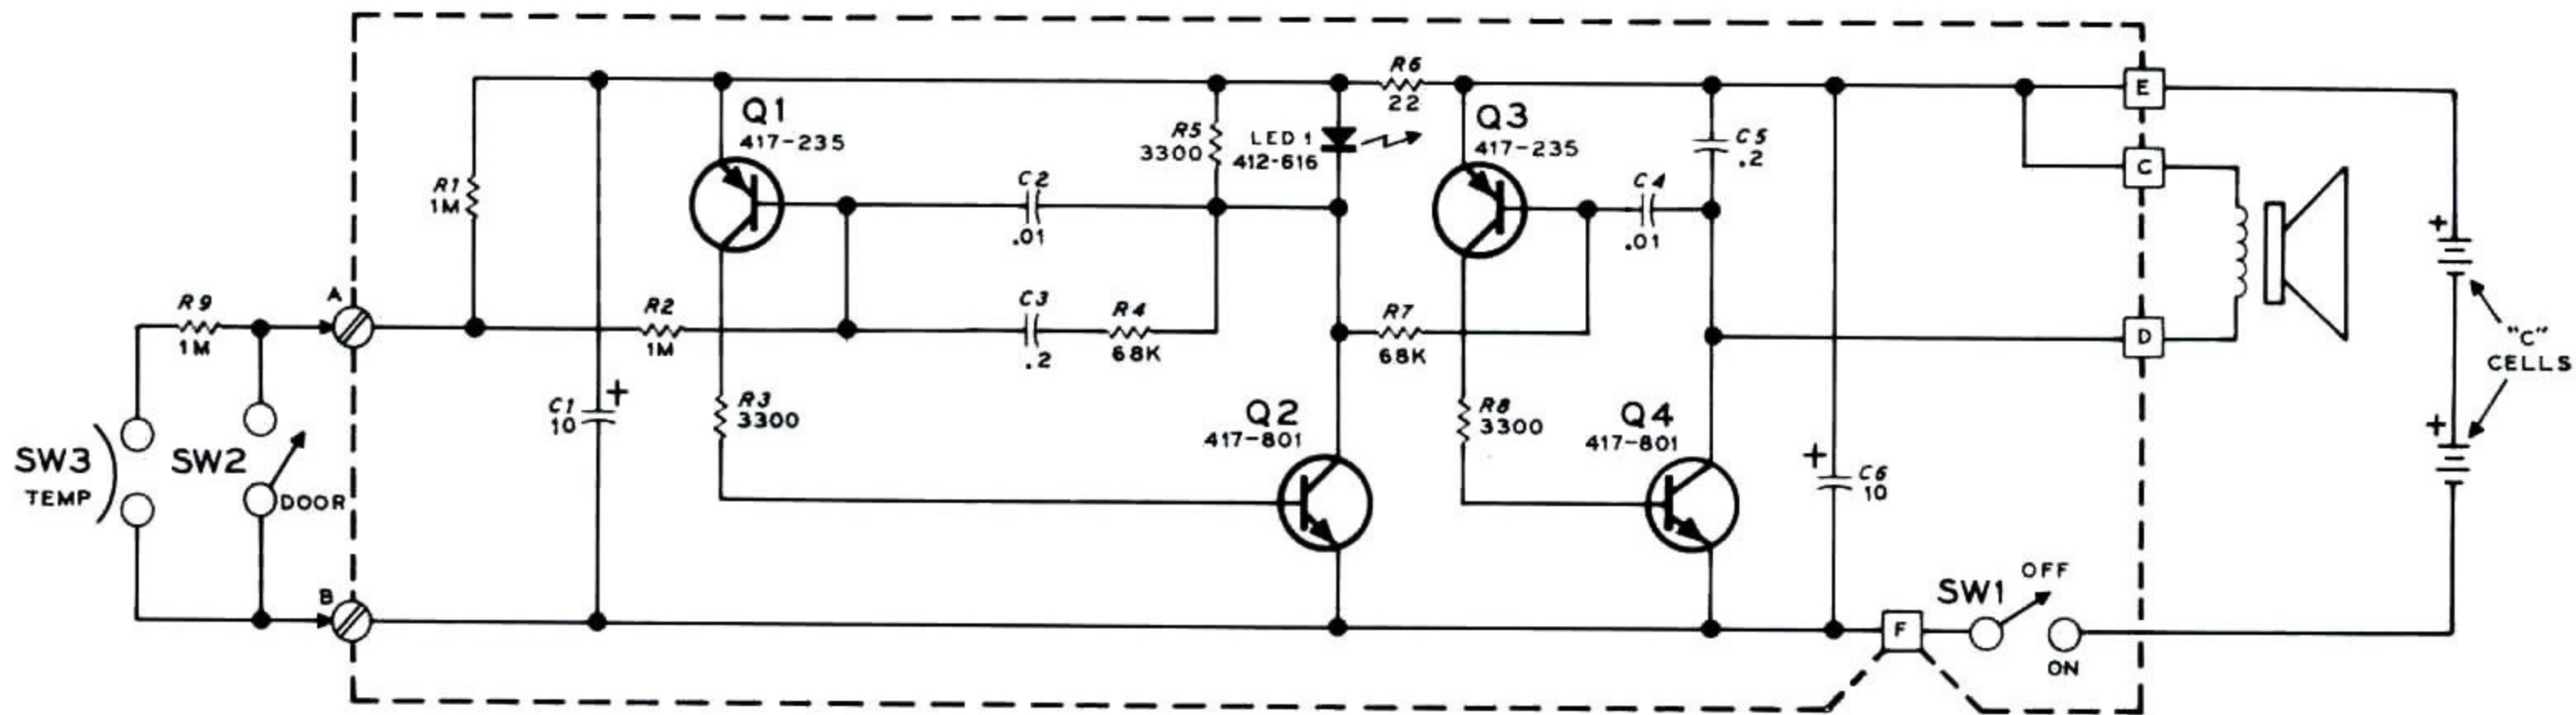 R6
22
E
Q1
417-235
R5
3300
LED 1
412-616
Q3
417-235
C5
.2
C
R1
1M
C2
.01
C4
.01
+
A
R9
1M
R2
1M
C3
.2
R4
68K
R7
68K
D
"C"
CELLS
C1
10
+
R3
3300
Q2
417-801
R8
3300
Q4
417-801
+
SW3
TEMP
SW2
DOOR
+
C6
10
B
F
SW1
OFF
ON